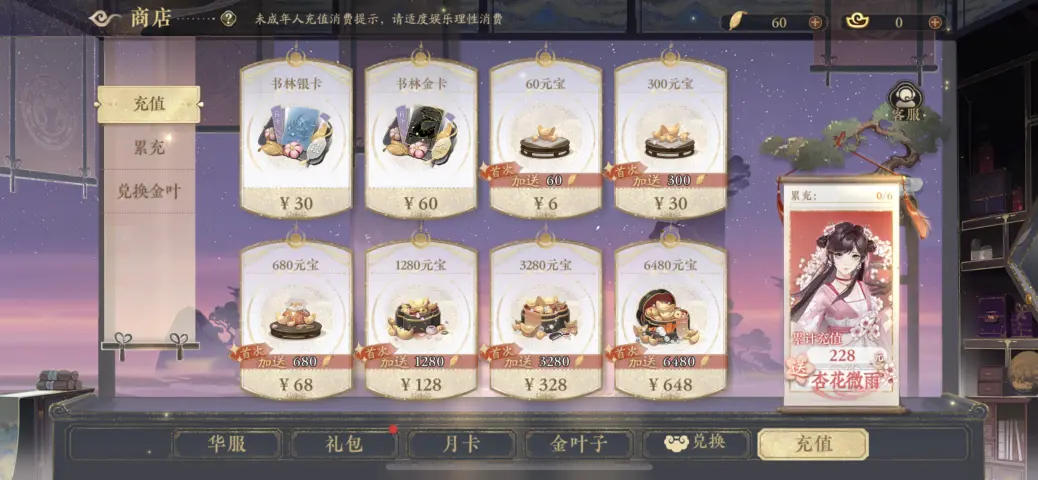 商店
?
未成年人充值消费提示，请适度娱乐理性消费
60
0
充值
累充
兑换金叶
书林银卡
¥30
书林金卡
¥60
60元宝
首次
加送 60
¥6
300元宝
首次
加送 300
¥30
680元宝
首次
加送 680
¥68
1280元宝
首次
加送 1280
¥128
3280元宝
首次
加送 3280
¥328
6480元宝
首次
加送 6480
¥648
客服
累充：
0/6
累计充值
228 元
送
杏花微雨
华服
礼包
月卡
金叶子
兑换
充值